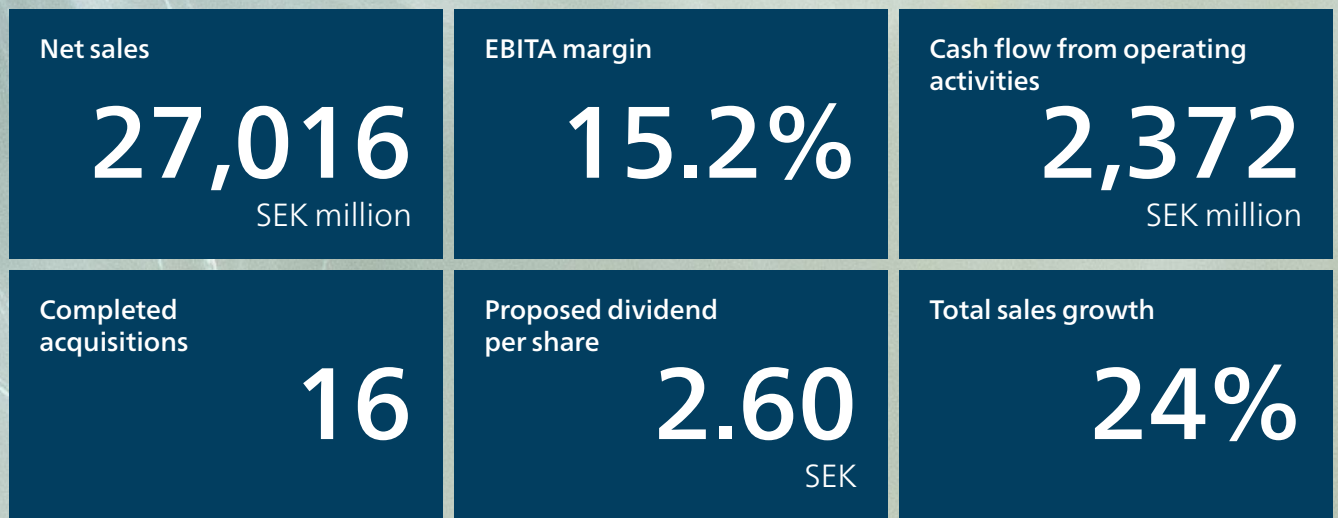 Net sales
27,016
SEK million
EBITA margin
15.2%
Cash flow from operating
activities
2,372
SEK million
Completed
acquisitions
16
Proposed dividend
per share
2.60
SEK
Total sales growth
24%